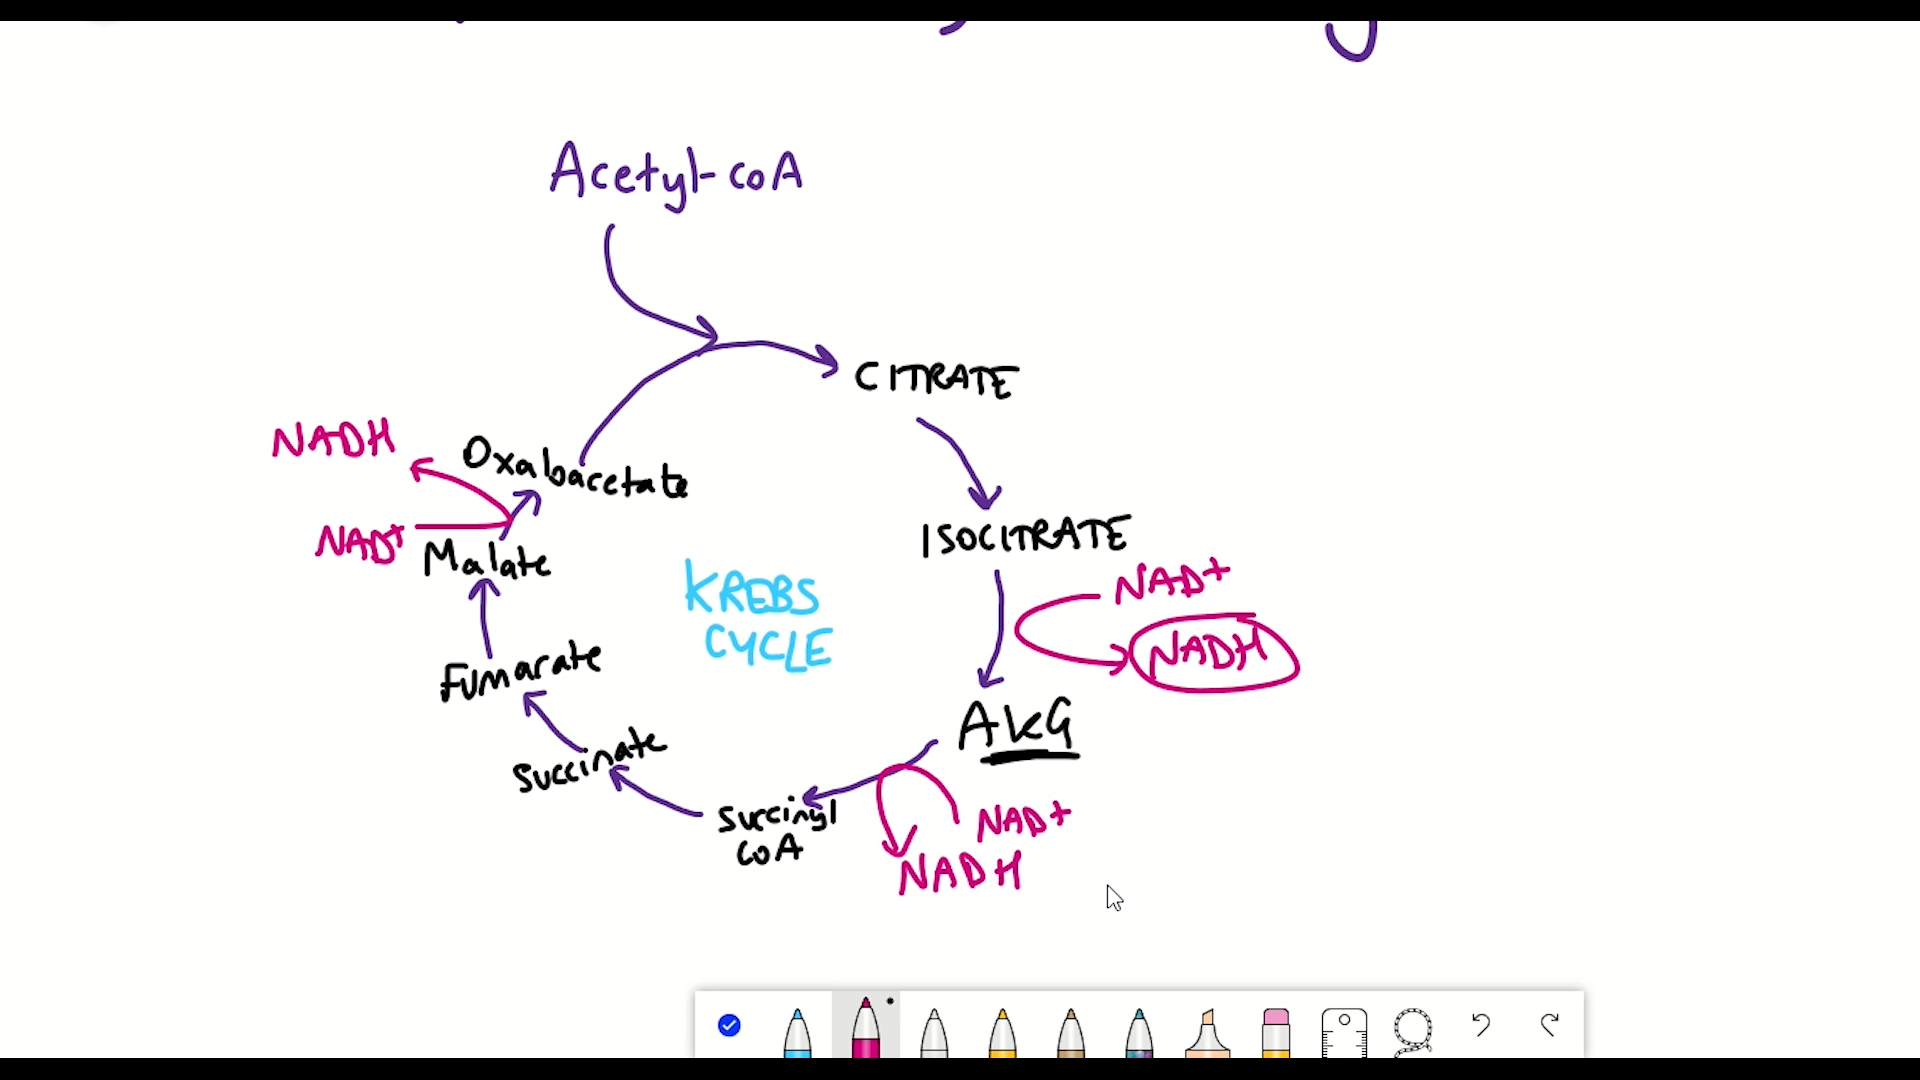 Acetyl-coA
CITRATE
NADH
Oxaloacetate
ISOCITRATE
NAD+
Malate
NAD+
KREBS
CYCLE
NADH
Fumarate
AKG
Succinate
Succinyl
CoA
NAD+
NADH